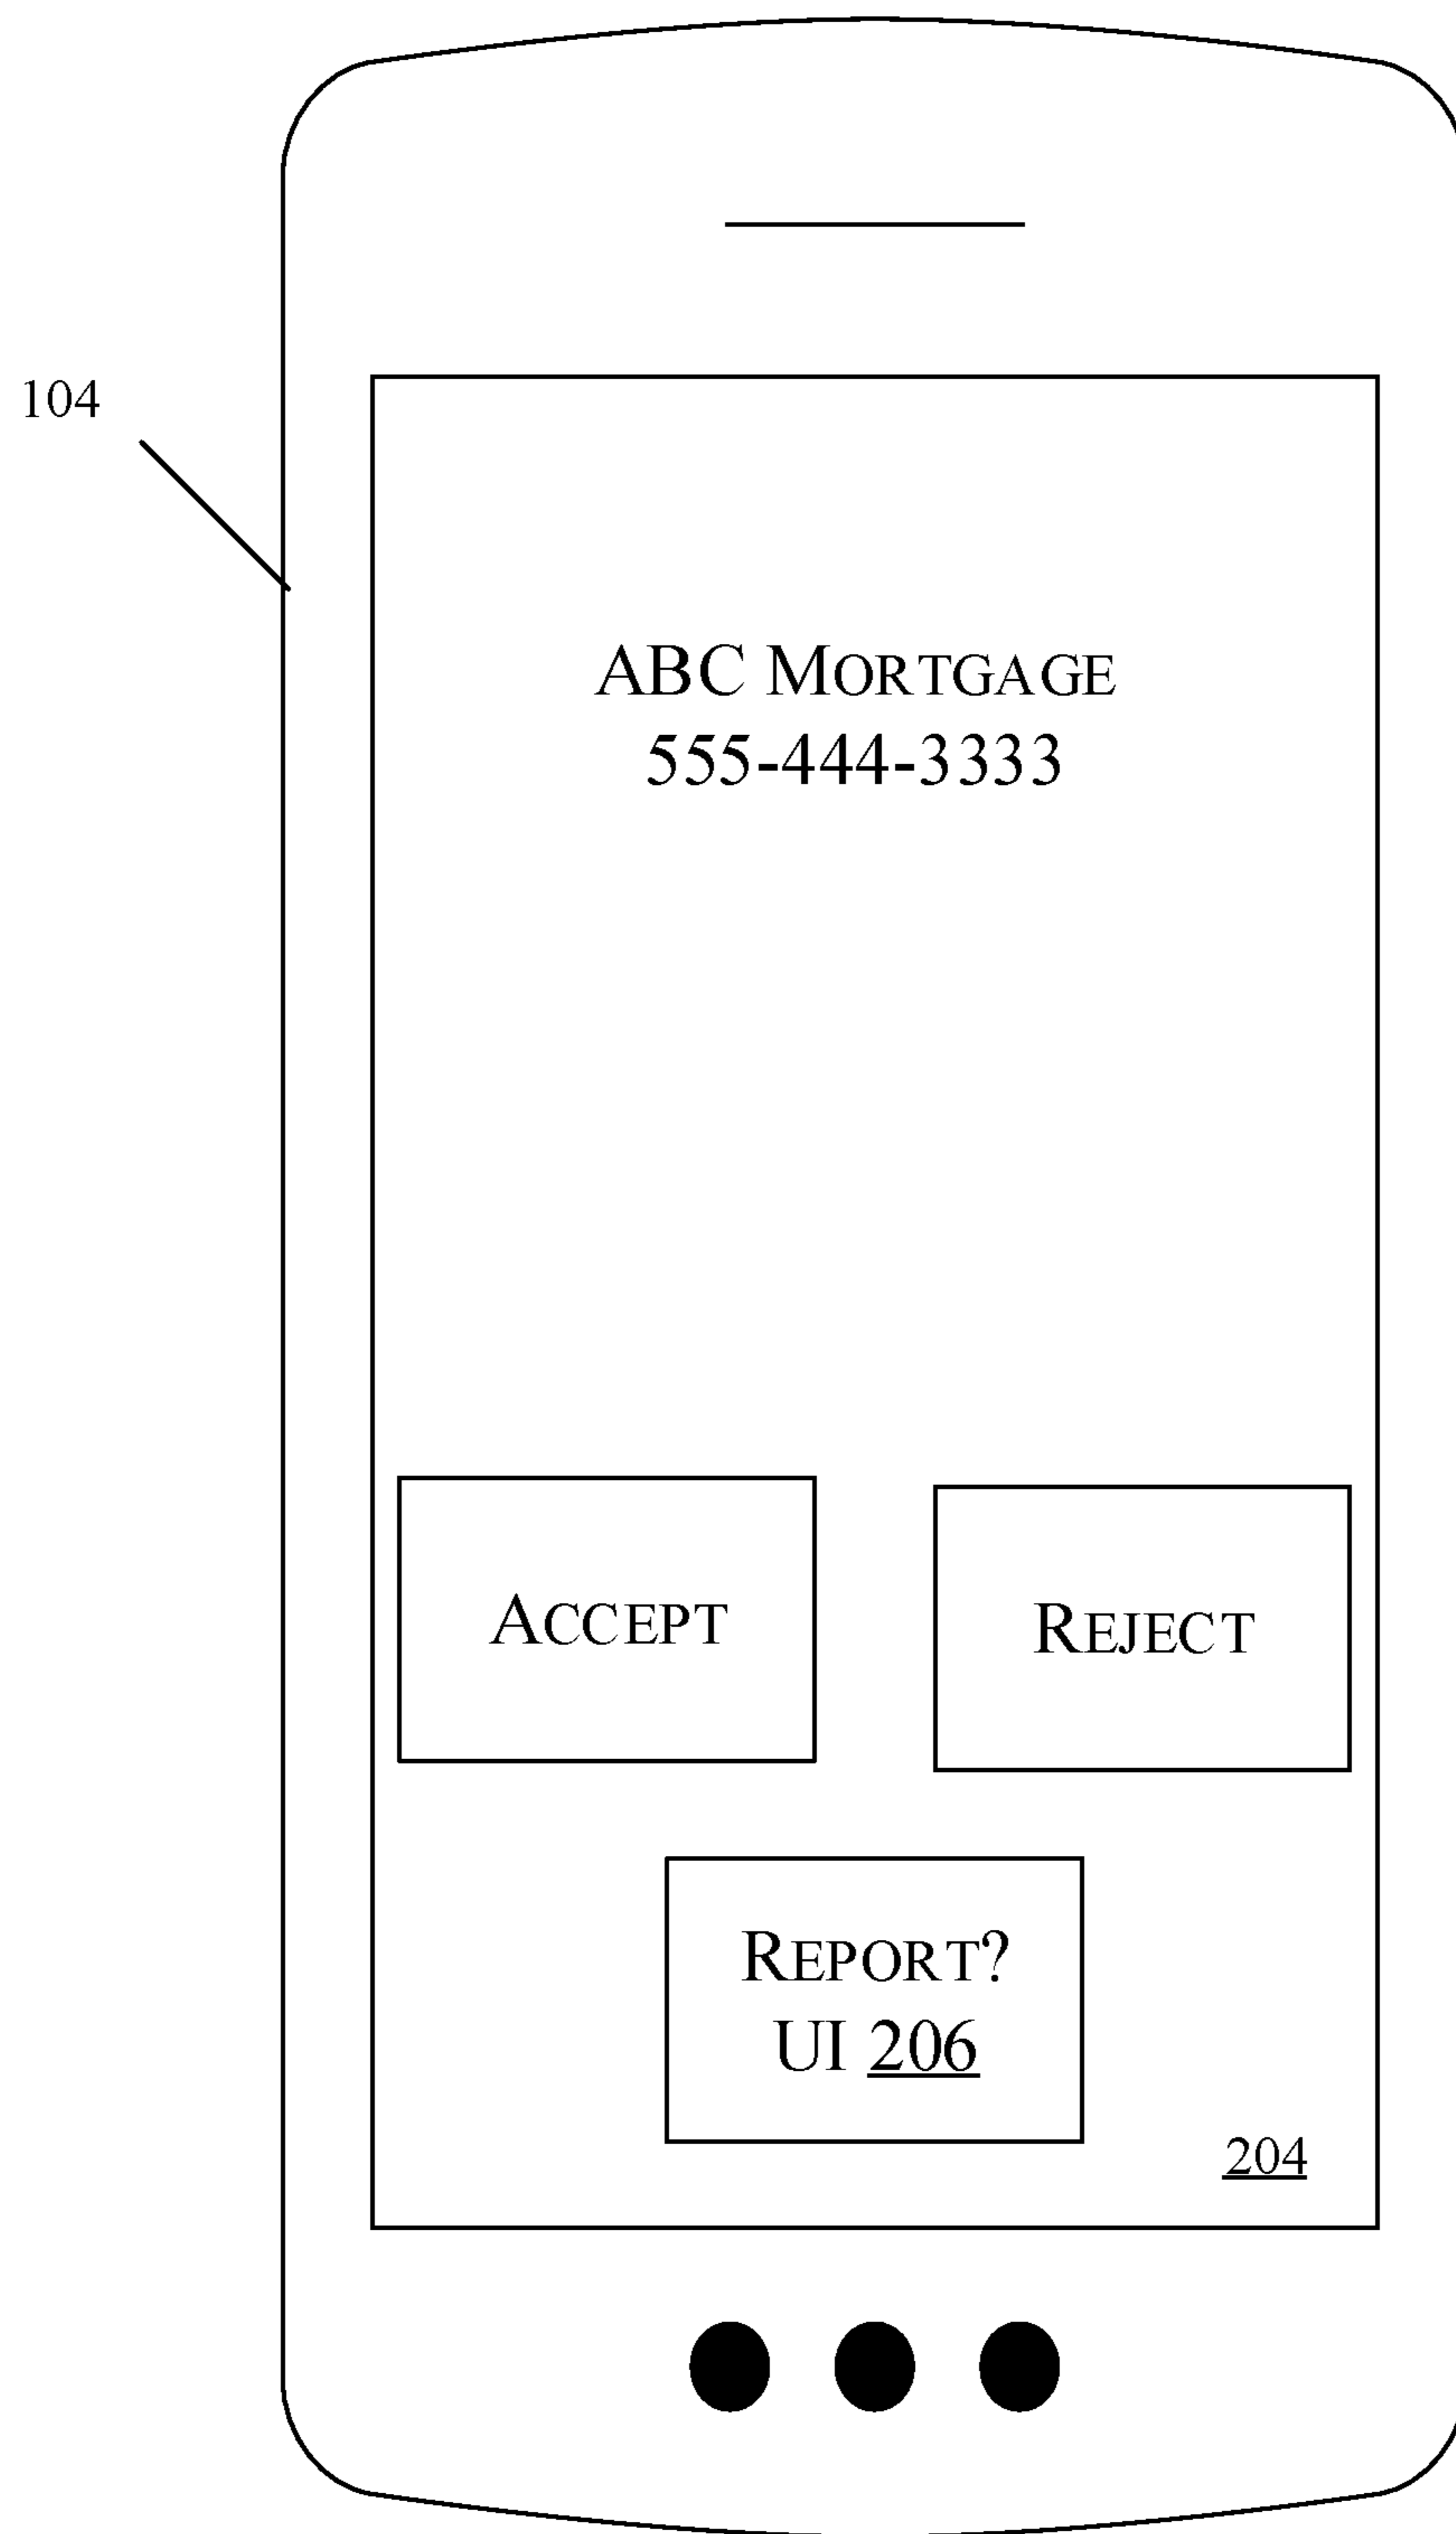 104
ABC MORTGAGE
555-444-3333
ACCEPT
REJECT
REPORT?
UI 206
204